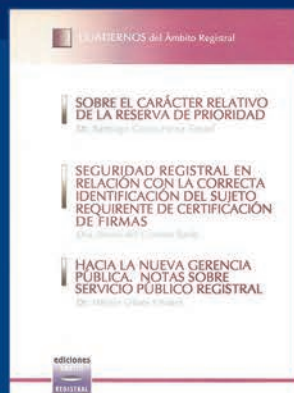 CUADERNOS del Ámbito Registral
SOBRE EL CARÁCTER RELATIVO
DE LA RESERVA DE PRIORIDAD
SEGURIDAD REGISTRAL EN
RELACIÓN CON LA CORRECTA
IDENTIFICACIÓN DEL SUJETO
REQUIRENTE DE CERTIFICACIÓN
DE FIRMAS
HACIA LA NUEVA GERENCIA
PÚBLICA. NOTAS SOBRE
SERVICIO PÚBLICO REGISTRAL
ediciones
REGISTRAL